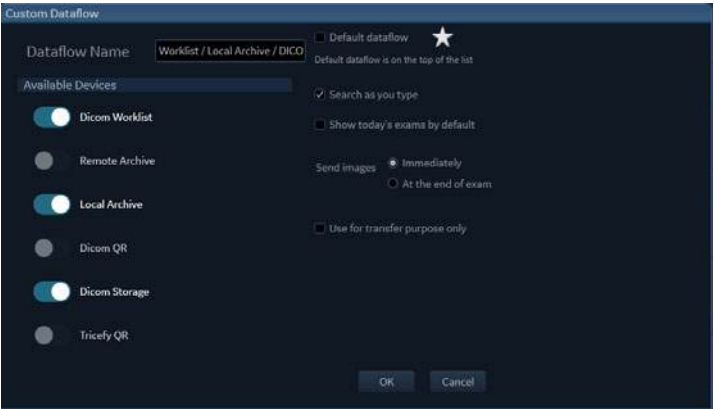 Custom Dataflow
Dataflow Name
Worklist / Local Archive / DICO
Default dataflow
Default dataflow is on the top of the list
Available Devices
Dicom Worklist
Remote Archive
Local Archive
Dicom QR
Dicom Storage
Tricefy QR
Search as you type
Show today's exams by default
Send images
Immediately
At the end of exam
Use for transfer purpose only
OK
Cancel